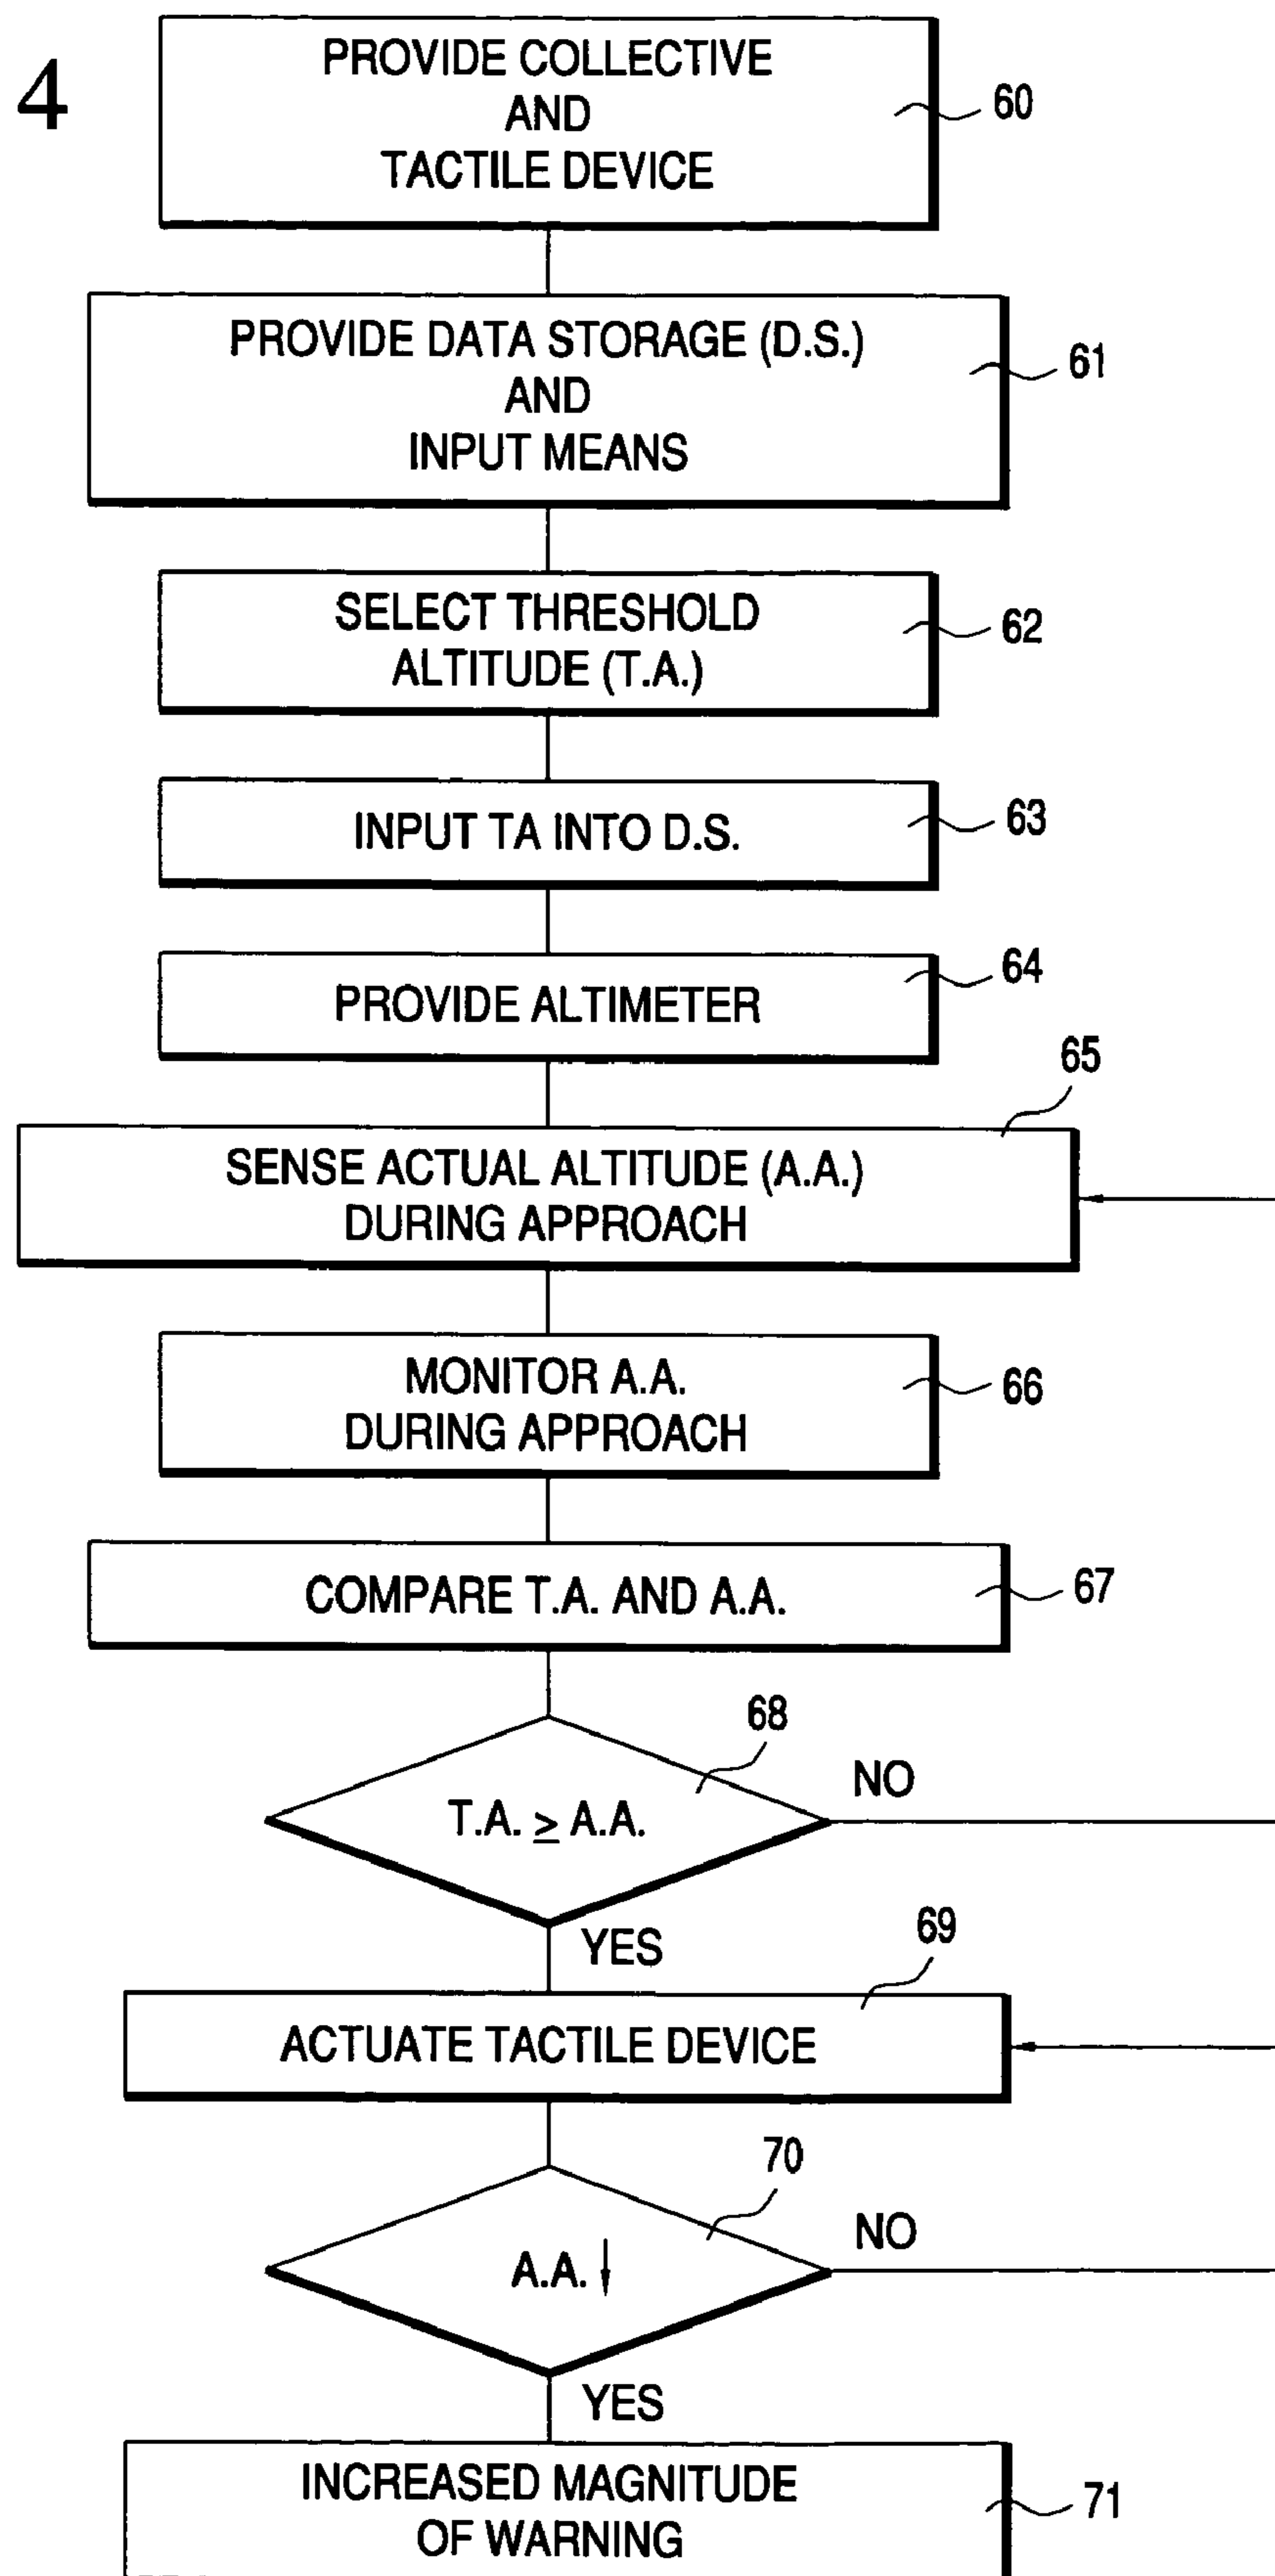 4
PROVIDE COLLECTIVE
AND
TACTILE DEVICE
60
PROVIDE DATA STORAGE (D.S.)
AND
INPUT MEANS
61
SELECT THRESHOLD
ALTITUDE (T.A.)
62
INPUT TA INTO D.S.
63
PROVIDE ALTIMETER
64
65
SENSE ACTUAL ALTITUDE (A.A.)
DURING APPROACH
MONITOR A.A.
DURING APPROACH
66
COMPARE T.A. AND A.A.
67
68
NO
T.A. ≥ A.A.
YES
69
ACTUATE TACTILE DEVICE
70
NO
A.A. ↓
YES
INCREASED MAGNITUDE
OF WARNING
71